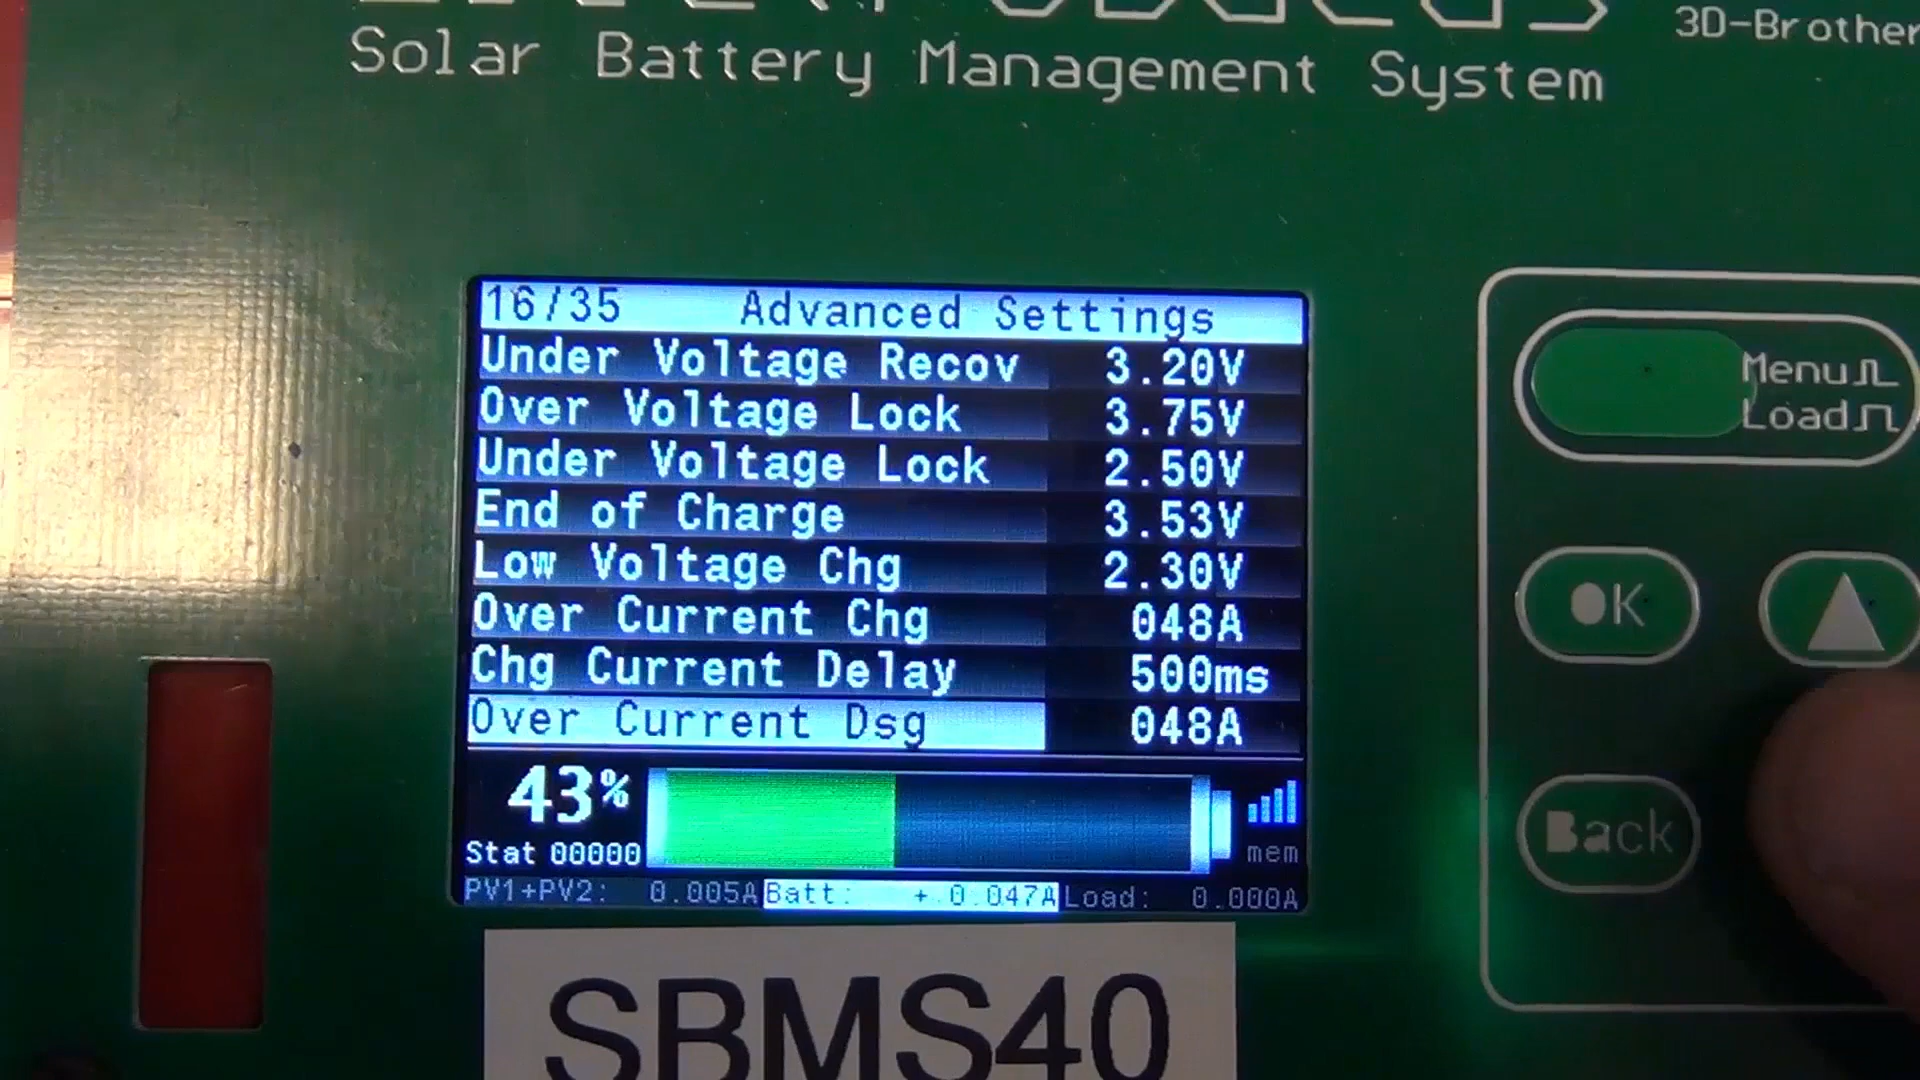 3D-Brother
Solar Battery Management System
16/35 Advanced Settings
Under Voltage Recov 3.20V
Over Voltage Lock 3.75V
Under Voltage Lock 2.50V
End of Charge 3.53V
Low Voltage Chg 2.30V
Over Current Chg 048A
Chg Current Delay 500ms
Over Current Dsg 048A
43%
Stat 00000
mem
PV1+PV2: 0.005A Batt: + 0.047A Load: 0.000A
Menu
Load
OK
Back
SBMS40